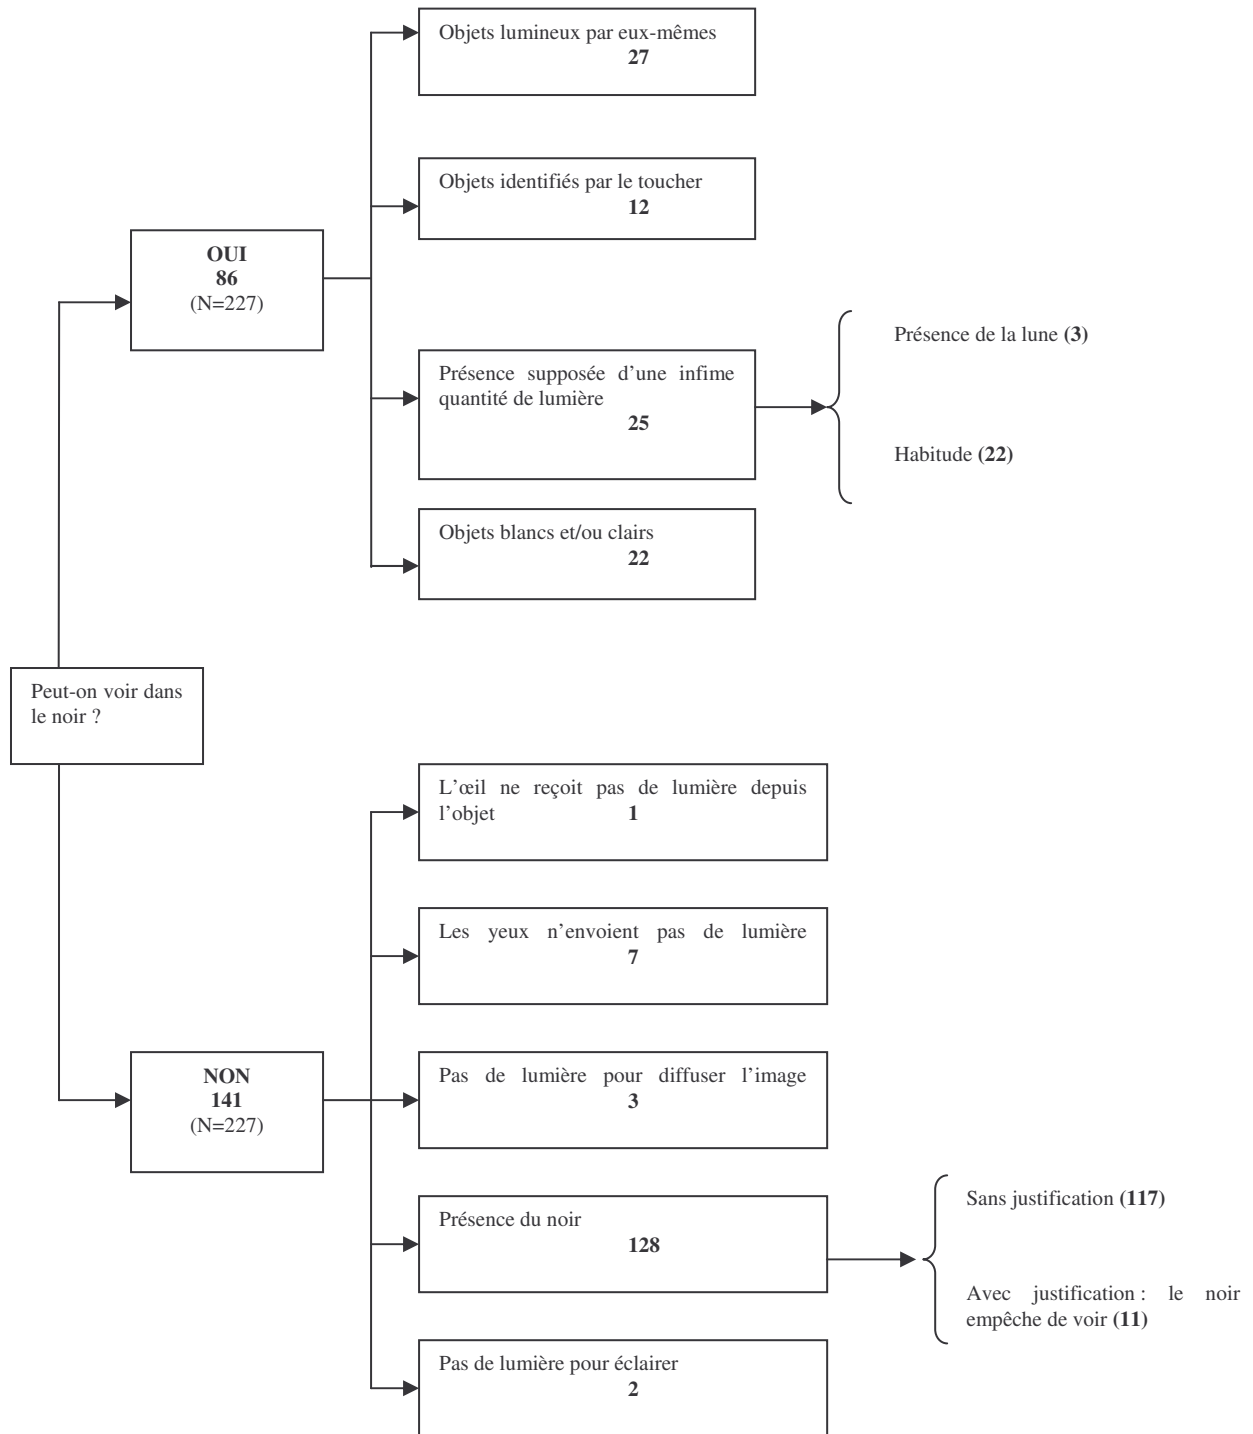 Objets lumineux par eux-mêmes
27
Objets identifiés par le toucher
12
OUI
86
(N=227)
Présence supposée d’une infime
quantité de lumière
25
Présence de la lune (3)
Habitude (22)
Objets blancs et/ou clairs
22
Peut-on voir dans
le noir ?
L’œil ne reçoit pas de lumière depuis
l’objet 1
Les yeux n’envoient pas de lumière
7
NON
141
(N=227)
Pas de lumière pour diffuser l’image
3
Présence du noir
128
Sans justification (117)
Avec justification : le noir
empêche de voir (11)
Pas de lumière pour éclairer
2